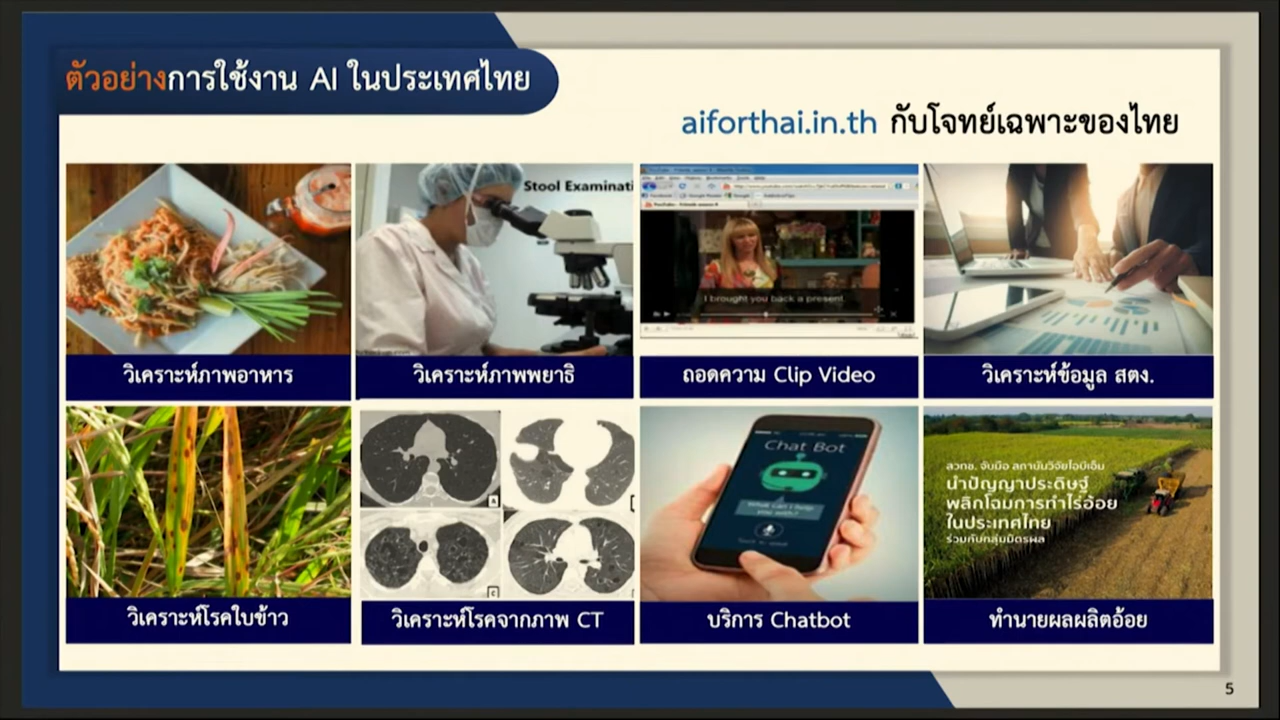 ตัวอย่างการใช้งาน AI ในประเทศไทย
aiforthai.in.th กับโจทย์เฉพาะของไทย
Stool Examinati
I brought you back a present.
วิเคราะห์ภาพอาหาร
วิเคราะห์ภาพพยาธิ
ถอดความ Clip Video
วิเคราะห์ข้อมูล สตง.
Chat Bot
What can I help
you with?
สวทช. จับมือ สถาบันวิจัยไอบีเอ็ม
นำปัญญาประดิษฐ์
พลิกโฉมการทำไร่อ้อย
ในประเทศไทย
ร่วมกับกลุ่มมิตรผล
วิเคราะห์โรคใบข้าว
วิเคราะห์โรคจากภาพ CT
บริการ Chatbot
ทำนายผลผลิตอ้อย
5